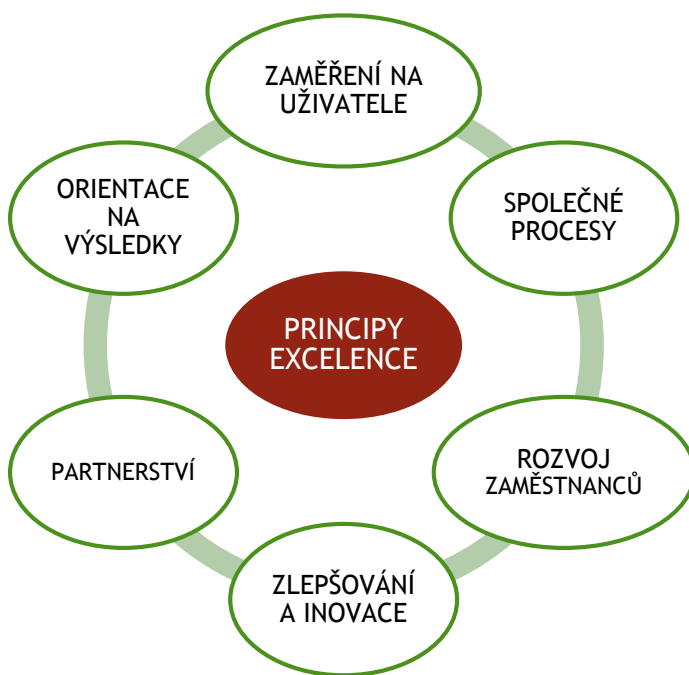 ZAMĚŘENÍ NA
UŽIVATELE
SPOLEČNÉ
PROCESY
ROZVOJ
ZAMĚSTNANCŮ
ZLEPŠOVÁNÍ
A INOVACE
PARTNERSTVÍ
ORIENTACE
NA
VÝSLEDKY
PRINCIPY
EXCELENCE